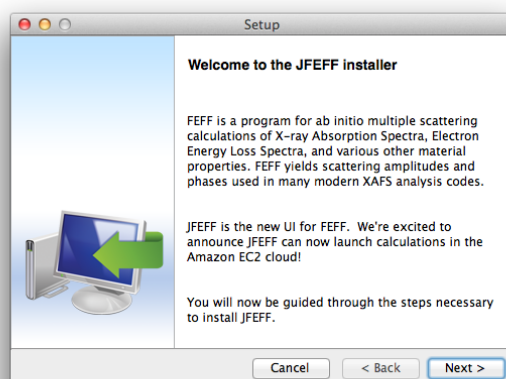 Setup
Welcome to the JFEFF installer
FEFF is a program for ab initio multiple scattering
calculations of X-ray Absorption Spectra, Electron
Energy Loss Spectra, and various other material
properties. FEFF yields scattering amplitudes and
phases used in many modern XAFS analysis codes.
JFEFF is the new UI for FEFF. We're excited to
announce JFEFF can now launch calculations in the
Amazon EC2 cloud!
You will now be guided through the steps necessary
to install JFEFF.
Cancel
< Back
Next >